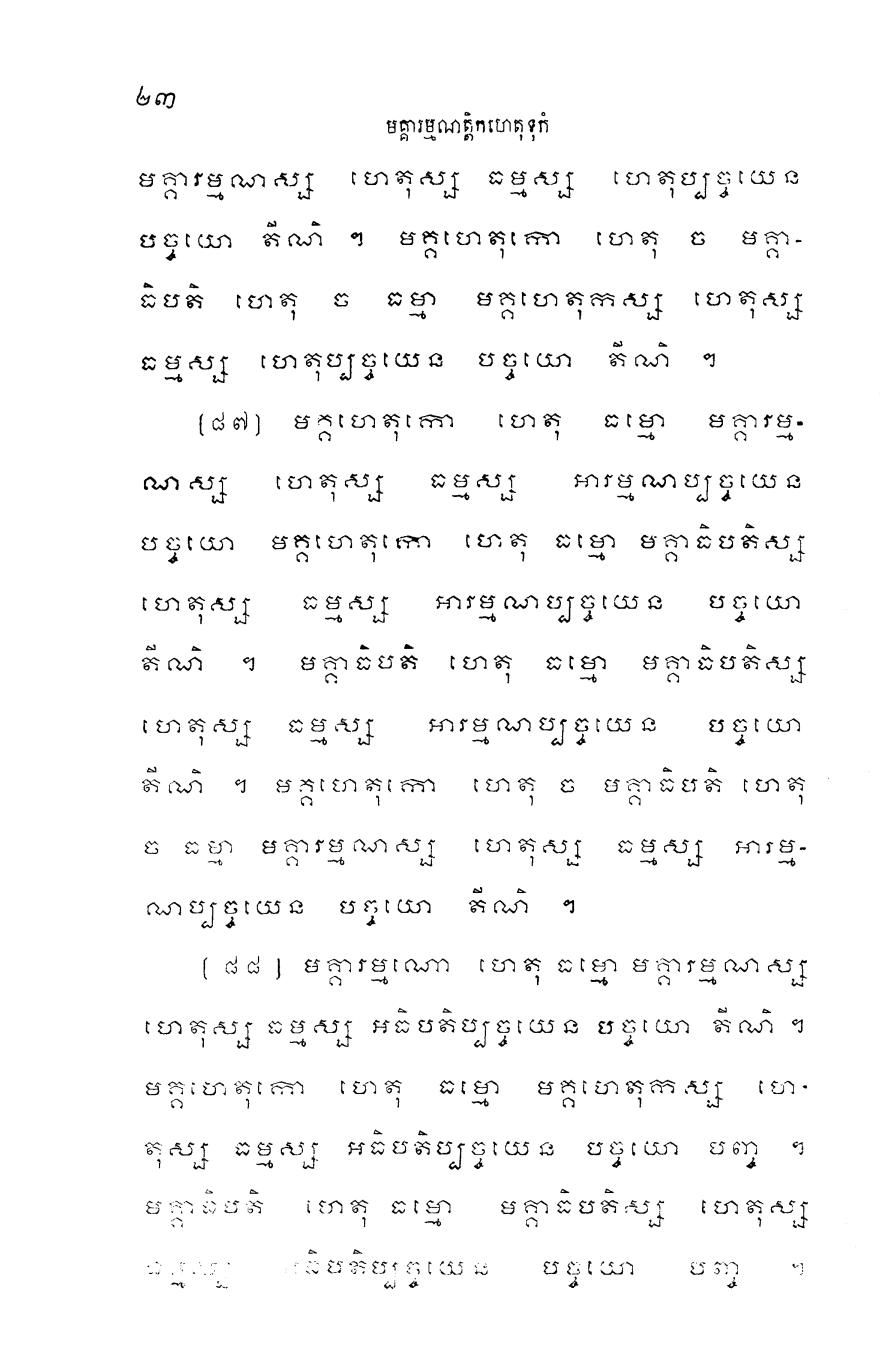 ២៣
មគ្គារម្មណត្តិកហេតុទុកំ
មគ្គារម្មណស្ស ហេតុស្ស ធម្មស្ស ហេតុប្បច្ចយេន
បច្ចយោ តីណិ ។ មគ្គហេតុកោ ហេតុ ច មគ្គា-
ធិបតិ ហេតុ ច ធម្មា មគ្គហេតុកស្ស ហេតុស្ស
ធម្មស្ស ហេតុប្បច្ចយេន បច្ចយោ តីណិ ។
(៨៧) មគ្គហេតុកោ ហេតុ ធម្មោ មគ្គារម្ម-
ណស្ស ហេតុស្ស ធម្មស្ស អារម្មណប្បច្ចយេន
បច្ចយោ មគ្គហេតុកោ ហេតុ ធម្មោ មគ្គាធិបតិស្ស
ហេតុស្ស ធម្មស្ស អារម្មណប្បច្ចយេន បច្ចយោ
តីណិ ។ មគ្គាធិបតិ ហេតុ ធម្មោ មគ្គាធិបតិស្ស
ហេតុស្ស ធម្មស្ស អារម្មណប្បច្ចយេន បច្ចយោ
តីណិ ។ មគ្គហេតុកោ ហេតុ ច មគ្គាធិបតិ ហេតុ
ច ធម្មា មគ្គារម្មណស្ស ហេតុស្ស ធម្មស្ស អារម្ម-
ណប្បច្ចយេន បច្ចយោ តីណិ ។
(៨៨) មគ្គារម្មណោ ហេតុ ធម្មោ មគ្គារម្មណស្ស
ហេតុស្ស ធម្មស្ស អធិបតិប្បច្ចយេន បច្ចយោ តីណិ ។
មគ្គហេតុកោ ហេតុ ធម្មោ មគ្គហេតុកស្ស ហេ-
តុស្ស ធម្មស្ស អធិបតិប្បច្ចយេន បច្ចយោ បញ្ច ។
មគ្គាធិបតិ ហេតុ ធម្មោ មគ្គាធិបតិស្ស ហេតុស្ស
ធម្មស្ស អធិបតិប្បច្ចយេន បច្ចយោ បញ្ច ។